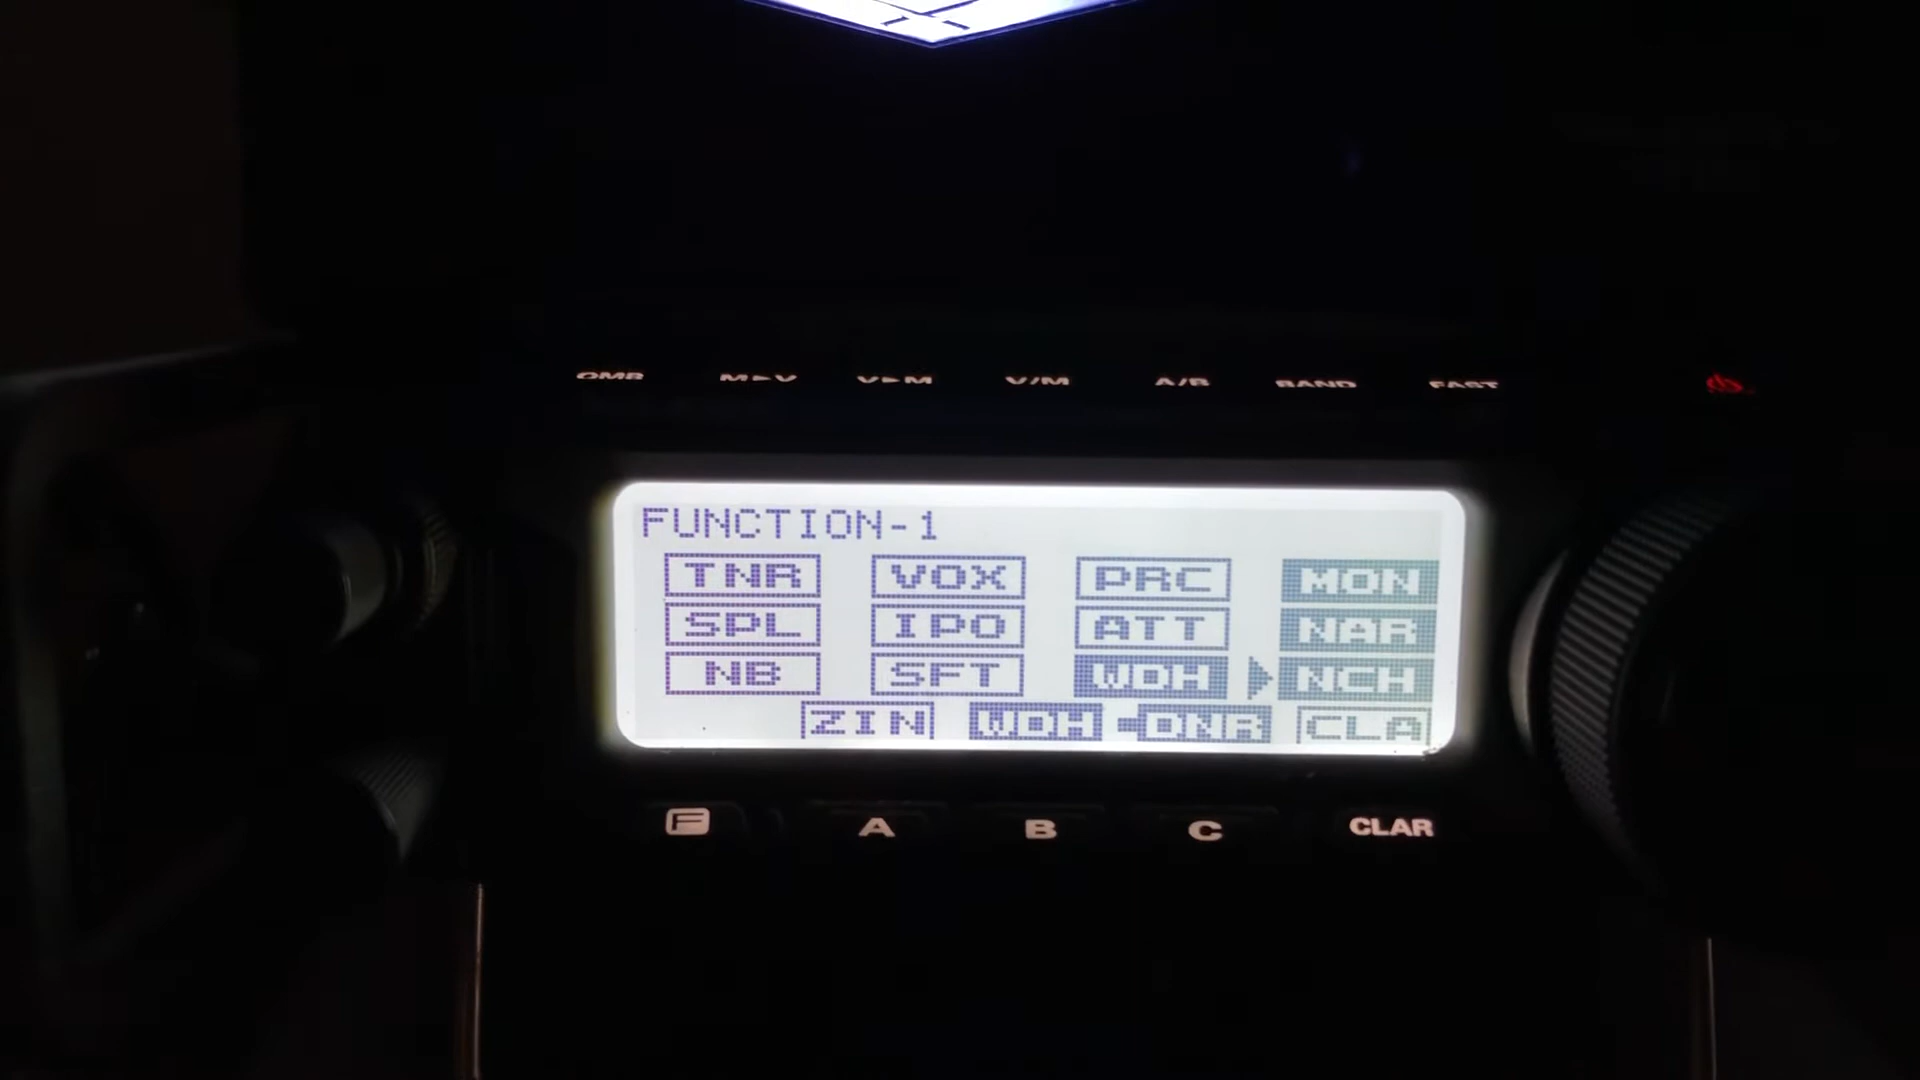 QMB M►V V►M V/M A/B BAND FAST
FUNCTION-1
TNR VOX PRC MON
SPL IPO ATT NAR
NB SFT WDH NCH
ZIN WDH DNR CLA
F A B C CLAR